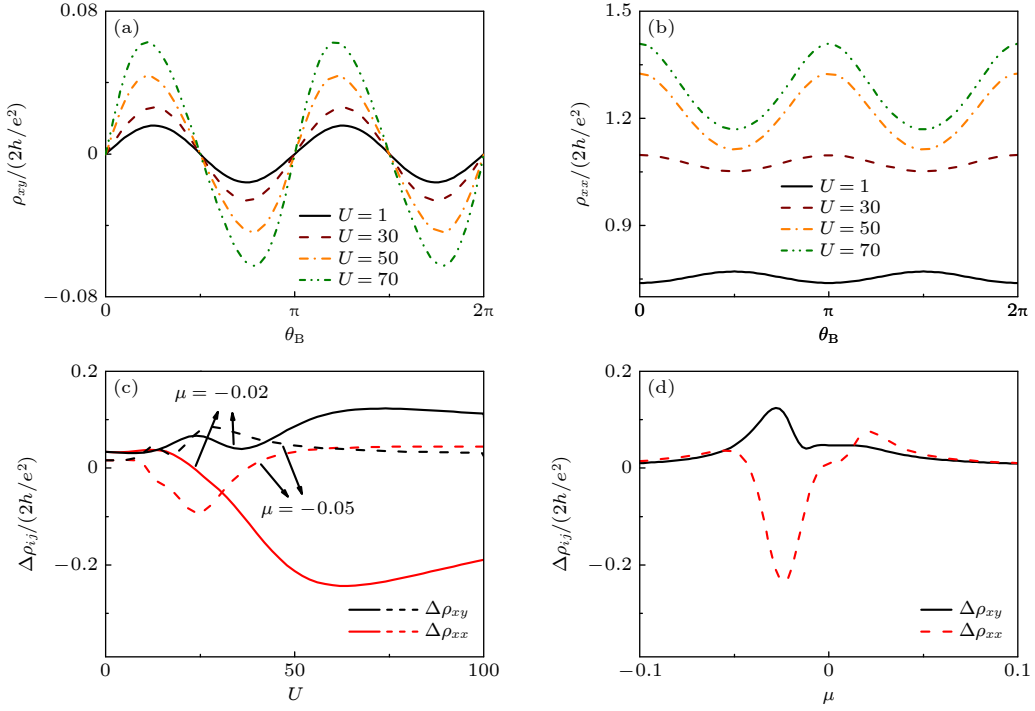 (a)
0.08
0
−0.08
ρxy/(2h/e²)
U = 1
U = 30
U = 50
U = 70
0
π
2π
θB
(b)
1.5
1.2
0.9
0.6
ρxx/(2h/e²)
U = 1
U = 30
U = 50
U = 70
0
π
2π
θB
(c)
0.2
0
−0.2
Δρij/(2h/e²)
μ = −0.02
μ = −0.05
Δρxy
Δρxx
0
50
100
U
(d)
0.2
0
−0.2
Δρij/(2h/e²)
Δρxy
Δρxx
−0.1
0
0.1
μ